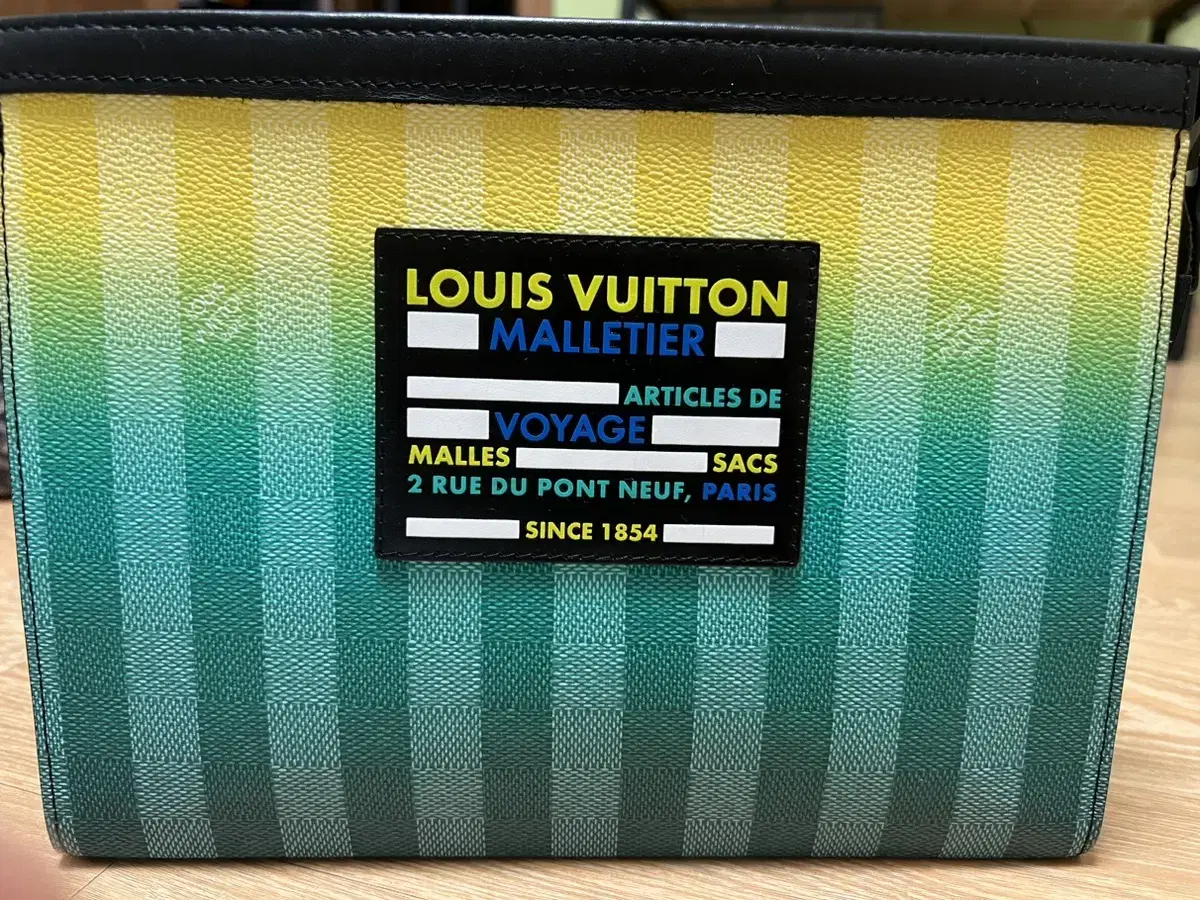 LOUIS VUITTON
MALLETIER
ARTICLES DE
VOYAGE
MALLES SACS
2 RUE DU PONT NEUF, PARIS
SINCE 1854